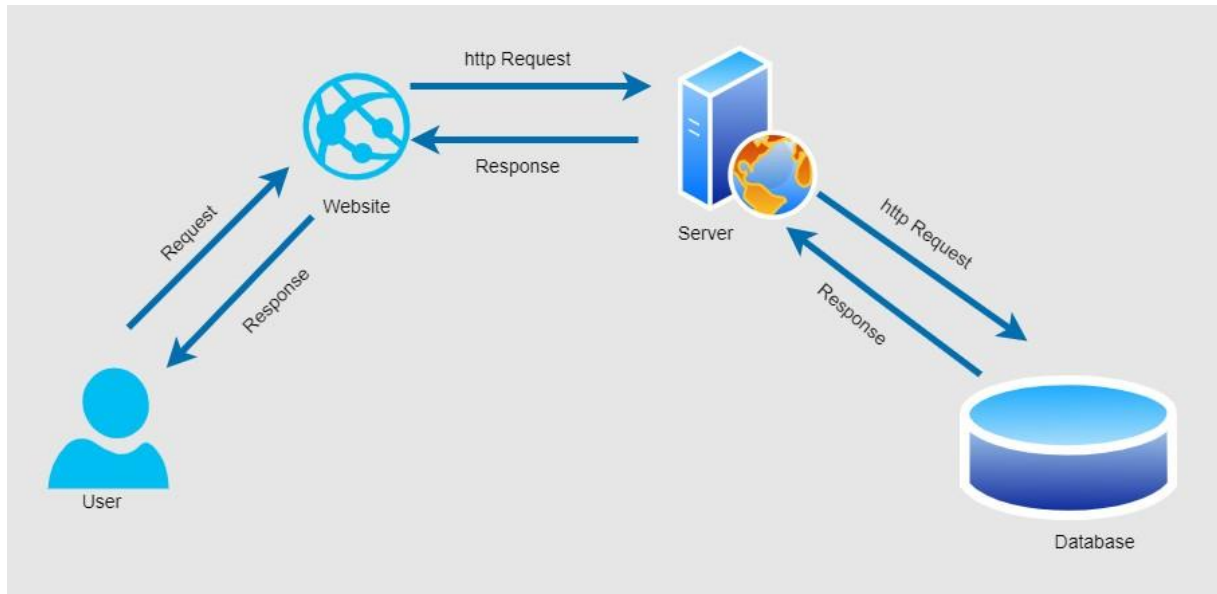 http Request
Response
Website
Request
Response
User
Server
http Request
Response
Database